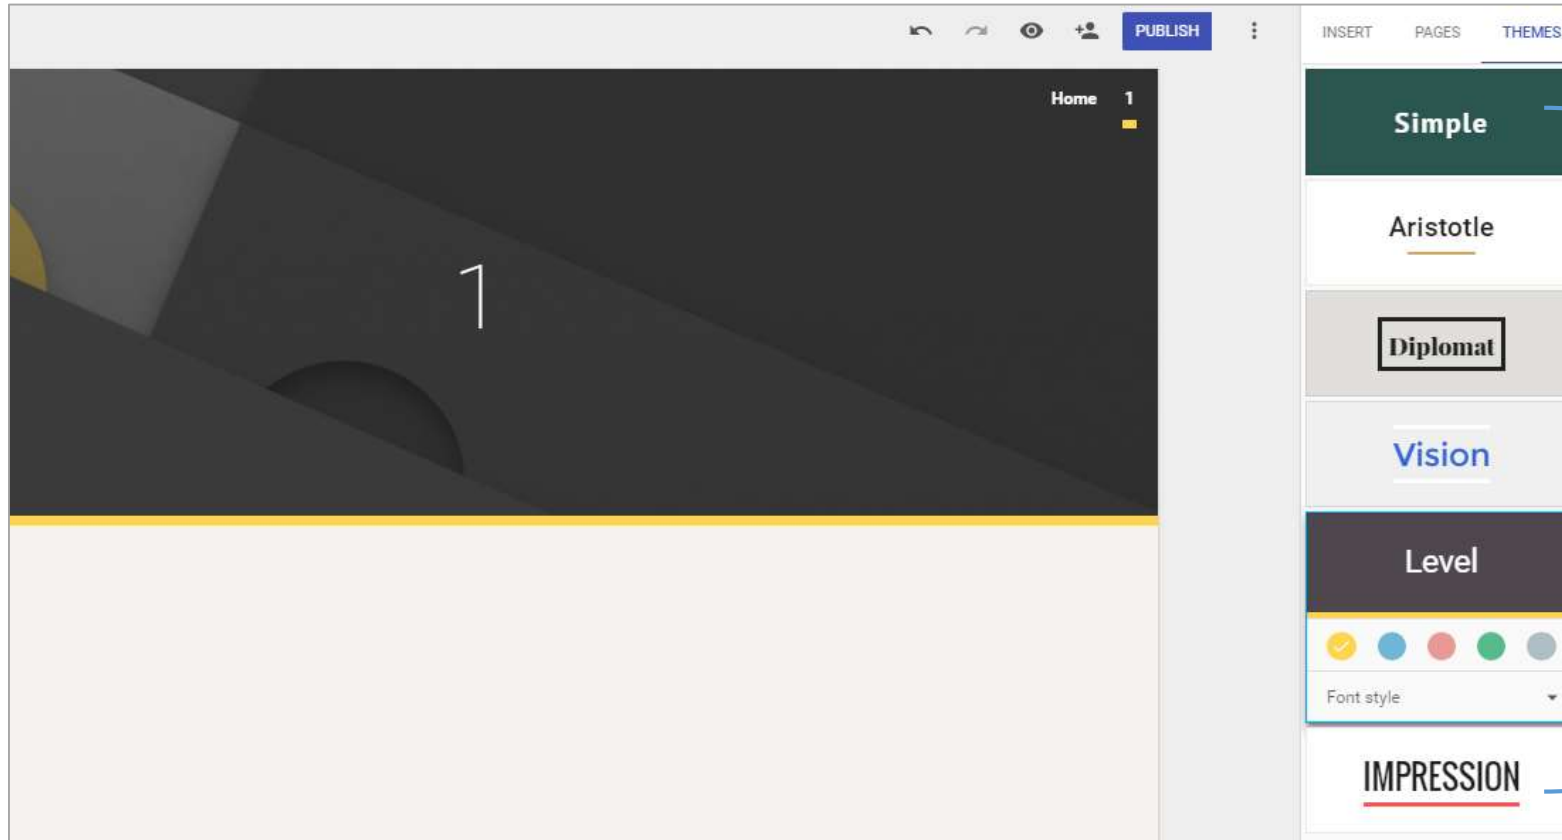 PUBLISH
INSERT PAGES THEMES
Home 1
1
Simple
Aristotle
Diplomat
Vision
Level
Font style
IMPRESSION